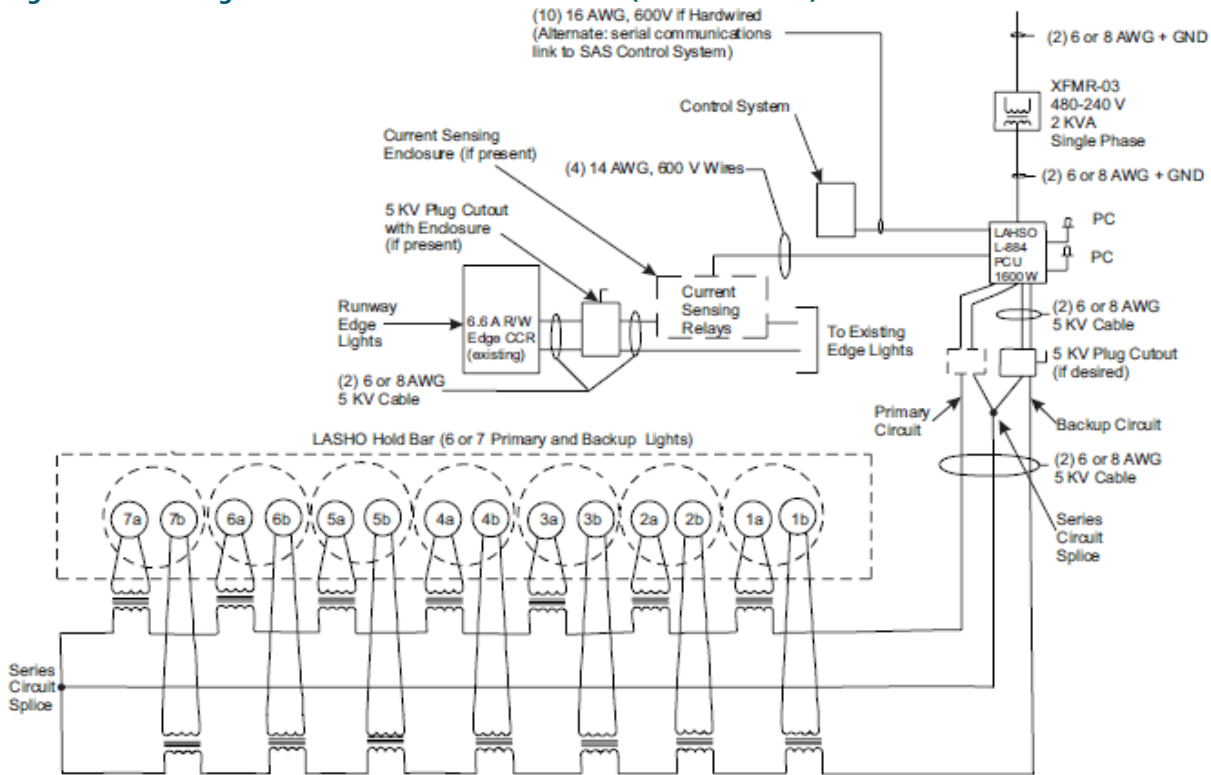 (10) 16 AWG, 600V if Hardwired
(Alternate: serial communications
link to SAS Control System)
(2) 6 or 8 AWG + GND
XFMR-03
480-240 V
2 KVA
Single Phase
Control System
Current Sensing
Enclosure (if present)
(4) 14 AWG, 600 V Wires
(2) 6 or 8 AWG + GND
5 KV Plug Cutout
with Enclosure
(if present)
LAHSO
L-884
PCU
1600 W
PC
PC
Runway
Edge
Lights
6.6 A R/W
Edge CCR
(existing)
Current
Sensing
Relays
To Existing
Edge Lights
(2) 6 or 8 AWG
5 KV Cable
5 KV Plug Cutout
(if desired)
(2) 6 or 8 AWG
5 KV Cable
Primary
Circuit
Backup Circuit
LASHO Hold Bar (6 or 7 Primary and Backup Lights)
(2) 6 or 8 AWG
5 KV Cable
7a 7b 6a 6b 5a 5b 4a 4b 3a 3b 2a 2b 1a 1b
Series
Circuit
Splice
Series
Circuit
Splice